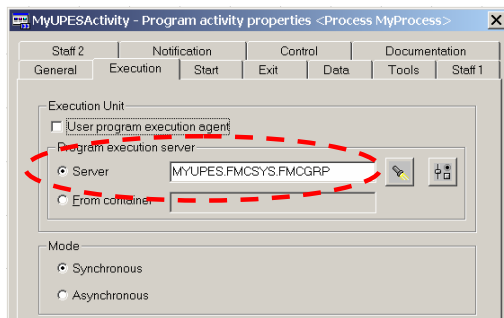 MyUPESActivity - Program activity properties <Process MyProcess>
Staff 2 Notification Control Documentation
General Execution Start Exit Data Tools Staff 1
Execution Unit
User program execution agent
Program execution server
Server MYUPES.FMCSYS.FMCGRP
From container
Mode
Synchronous
Asynchronous